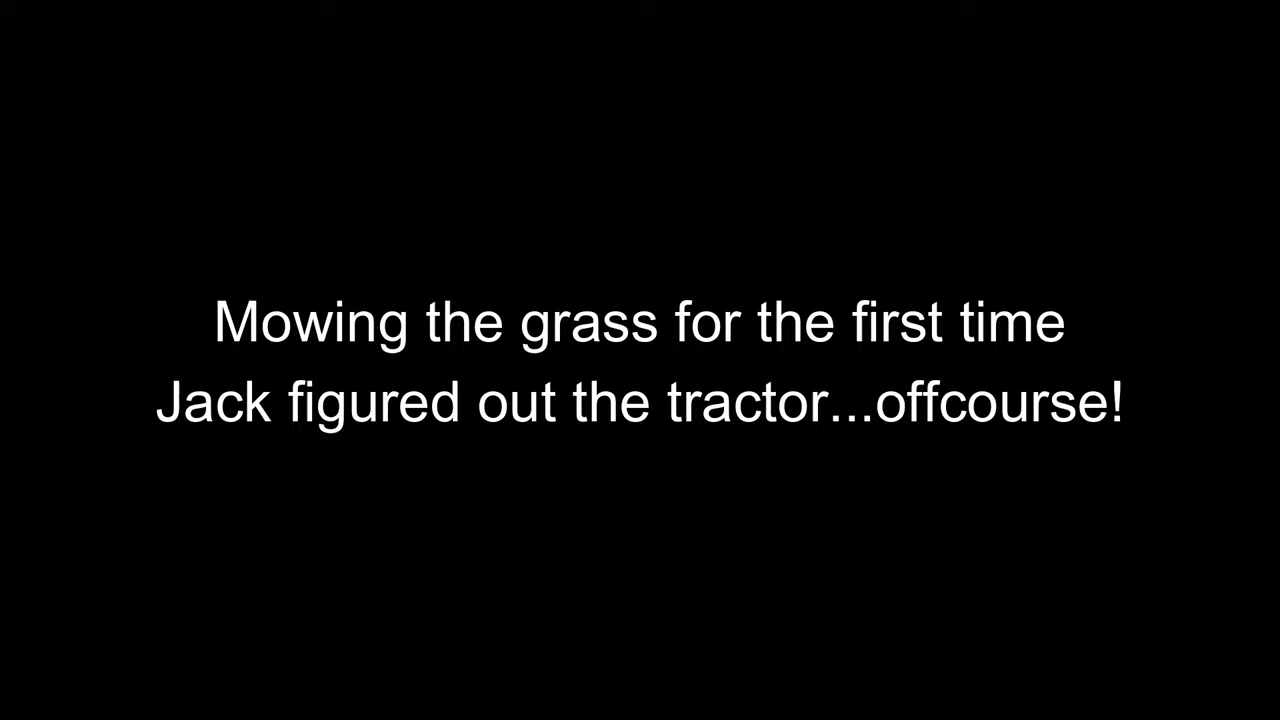 Mowing the grass for the first time
Jack figured out the tractor...offcourse!